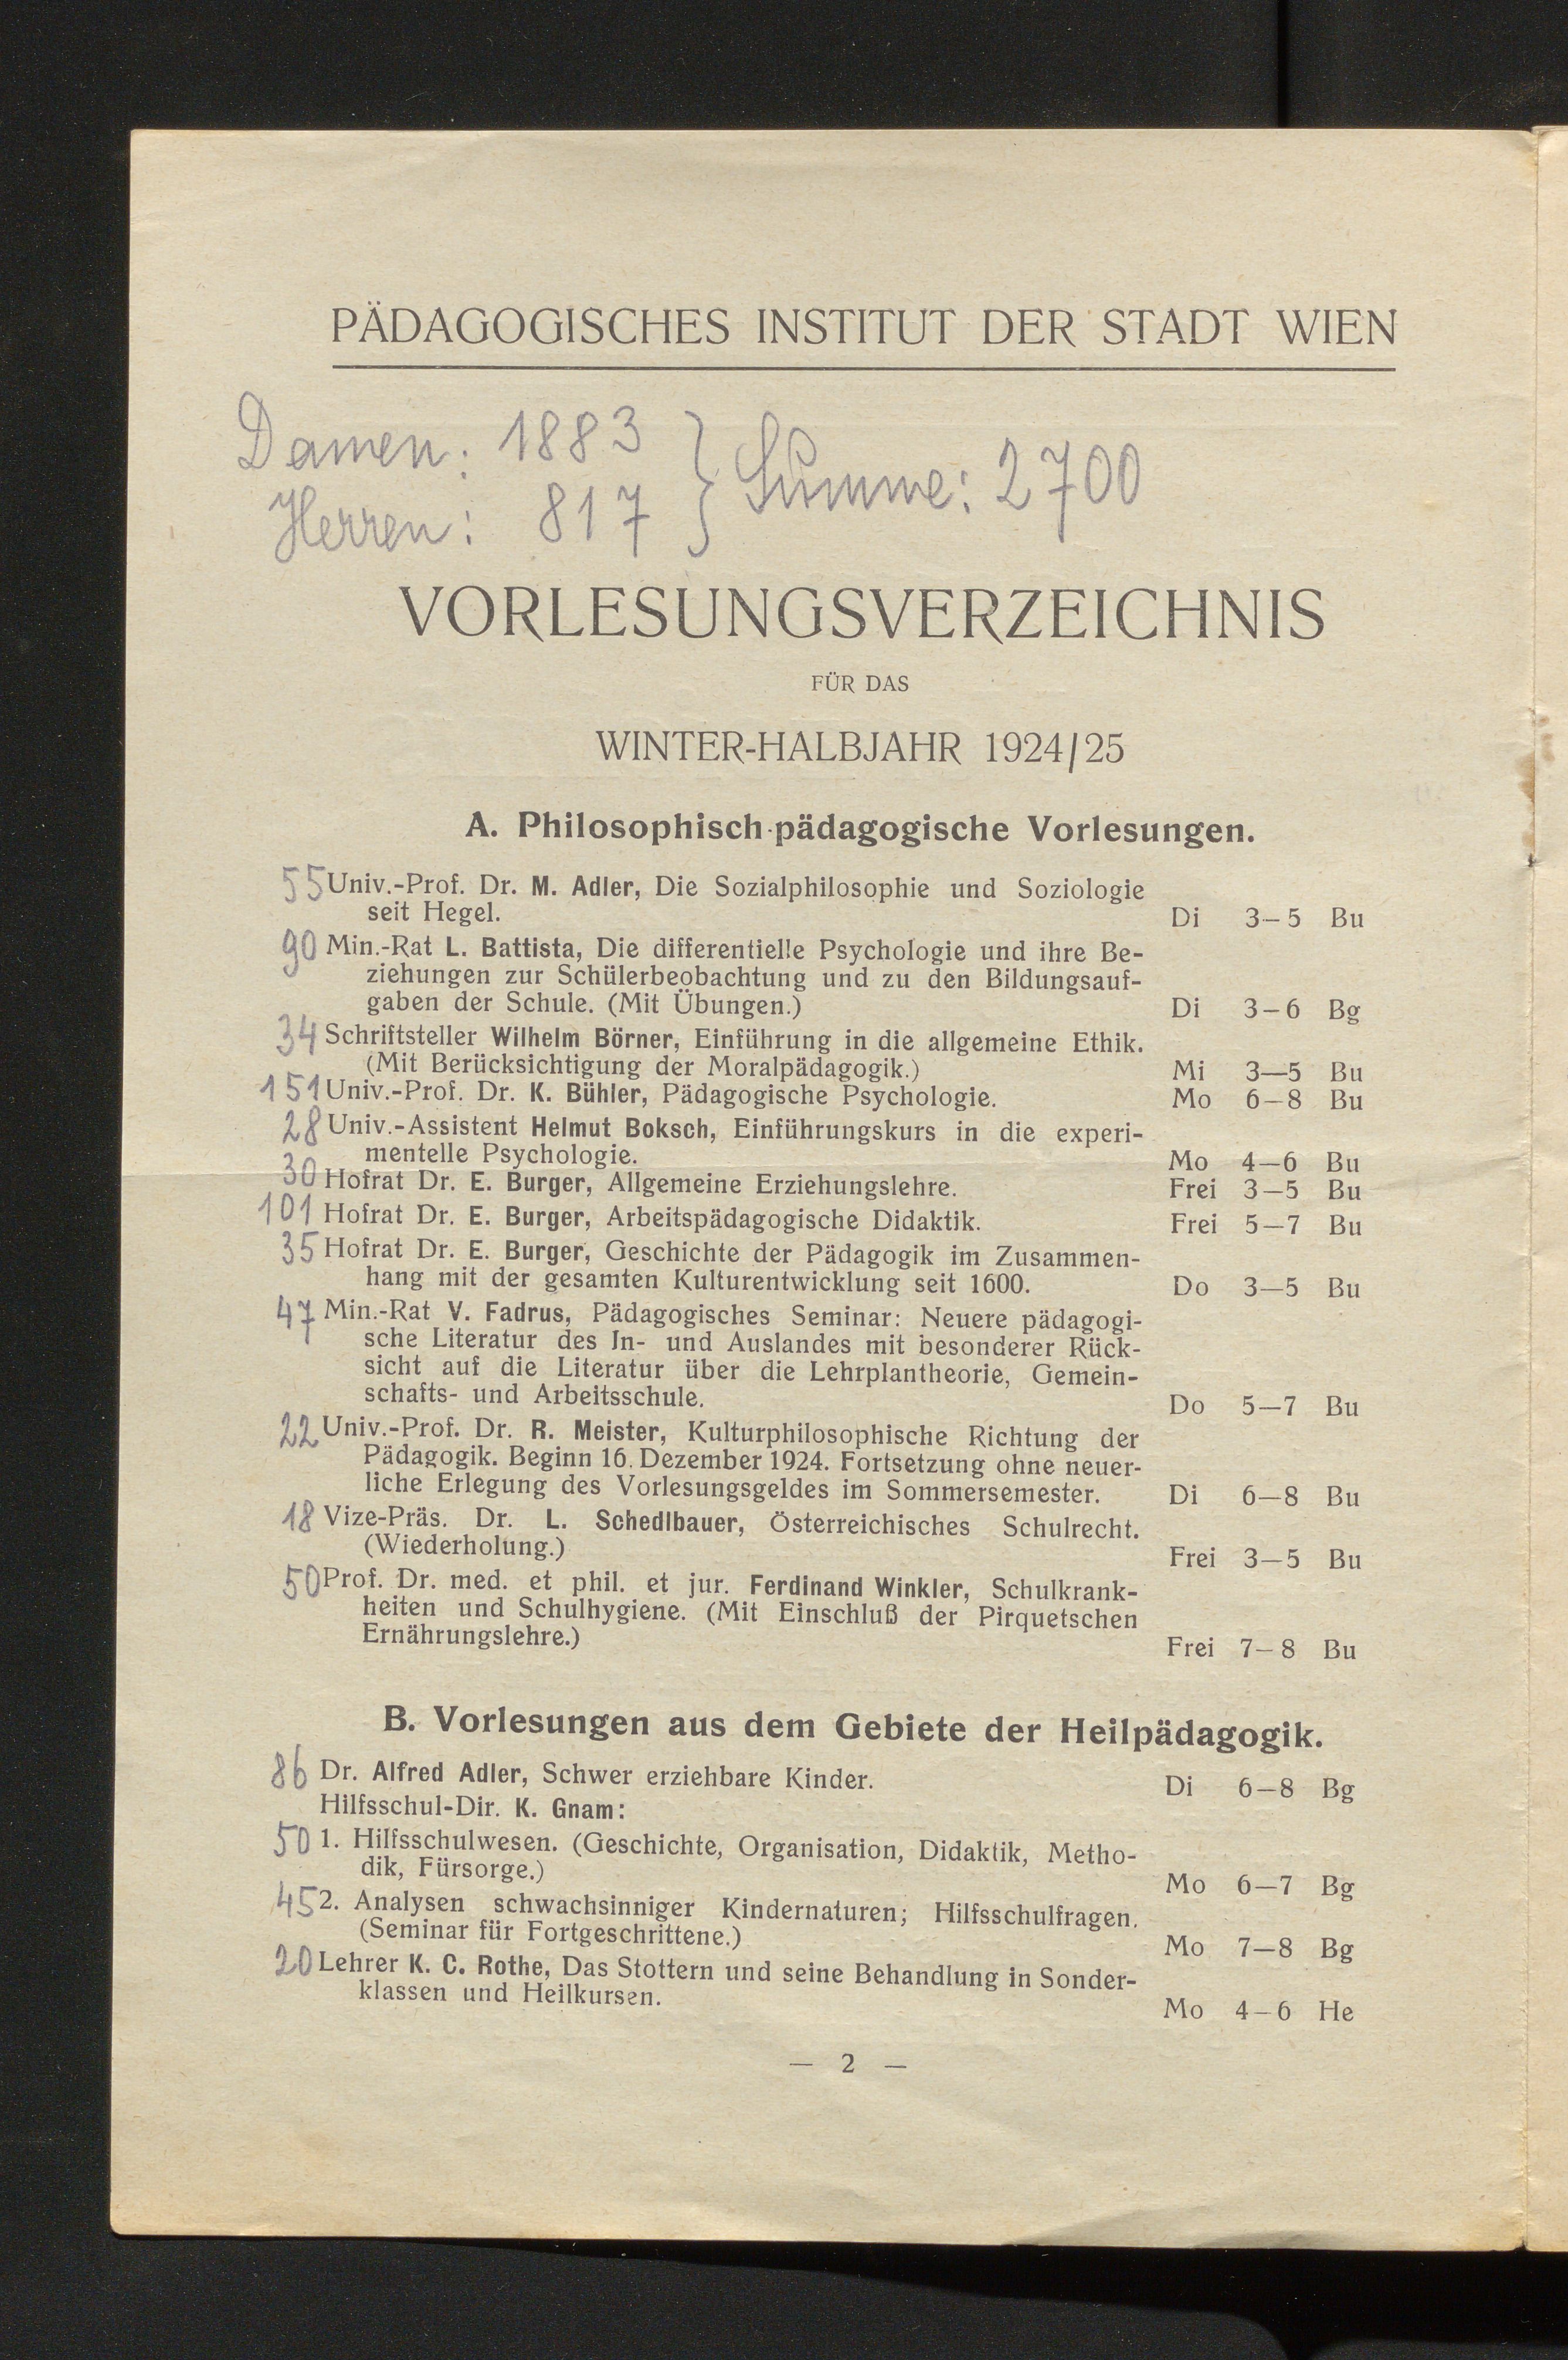 PÄDAGOGISCHES INSTITUT DER STADT WIEN
Damen: 1883 } Summe: 2700
Herren: 817
VORLESUNGSVERZEICHNIS
FÜR DAS
WINTER-HALBJAHR 1924/25
A. Philosophisch-pädagogische Vorlesungen.
55 Univ.-Prof. Dr. M. Adler, Die Sozialphilosophie und Soziologie
seit Hegel. Di 3–5 Bu
90 Min.-Rat L. Battista, Die differentielle Psychologie und ihre Be-
ziehungen zur Schülerbeobachtung und zu den Bildungsauf-
gaben der Schule. (Mit Übungen.) Di 3–6 Bg
34 Schriftsteller Wilhelm Börner, Einführung in die allgemeine Ethik.
(Mit Berücksichtigung der Moralpädagogik.) Mi 3—5 Bu
151 Univ.-Prof. Dr. K. Bühler, Pädagogische Psychologie. Mo 6–8 Bu
28 Univ.-Assistent Helmut Boksch, Einführungskurs in die experi-
mentelle Psychologie. Mo 4—6 Bu
30 Hofrat Dr. E. Burger, Allgemeine Erziehungslehre. Frei 3—5 Bu
101 Hofrat Dr. E. Burger, Arbeitspädagogische Didaktik. Frei 5—7 Bu
35 Hofrat Dr. E. Burger, Geschichte der Pädagogik im Zusammen-
hang mit der gesamten Kulturentwicklung seit 1600. Do 3—5 Bu
47 Min.-Rat V. Fadrus, Pädagogisches Seminar: Neuere pädagogi-
sche Literatur des In- und Auslandes mit besonderer Rück-
sicht auf die Literatur über die Lehrplantheorie, Gemein-
schafts- und Arbeitsschule. Do 5—7 Bu
22 Univ.-Prof. Dr. R. Meister, Kulturphilosophische Richtung der
Pädagogik. Beginn 16. Dezember 1924. Fortsetzung ohne neuer-
liche Erlegung des Vorlesungsgeldes im Sommersemester. Di 6—8 Bu
18 Vize-Präs. Dr. L. Schedlbauer, Österreichisches Schulrecht.
(Wiederholung.) Frei 3—5 Bu
50 Prof. Dr. med. et phil. et jur. Ferdinand Winkler, Schulkrank-
heiten und Schulhygiene. (Mit Einschluß der Pirquetschen
Ernährungslehre.) Frei 7–8 Bu
B. Vorlesungen aus dem Gebiete der Heilpädagogik.
86 Dr. Alfred Adler, Schwer erziehbare Kinder. Di 6—8 Bg
Hilfsschul-Dir. K. Gnam:
50 1. Hilfsschulwesen. (Geschichte, Organisation, Didaktik, Metho-
dik, Fürsorge.) Mo 6—7 Bg
45 2. Analysen schwachsinniger Kindernaturen; Hilfsschulfragen.
(Seminar für Fortgeschrittene.) Mo 7—8 Bg
20 Lehrer K. C. Rothe, Das Stottern und seine Behandlung in Sonder-
klassen und Heilkursen. Mo 4–6 He
— 2 —